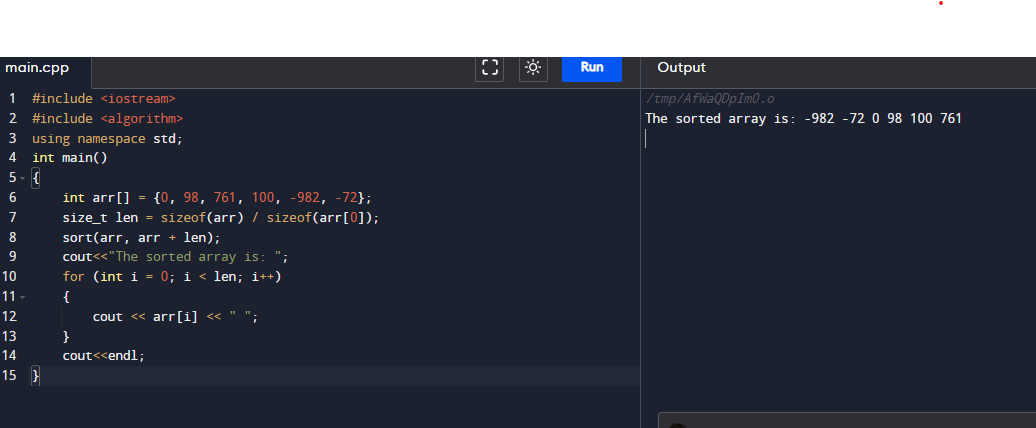 main.cpp
Run
Output
1 #include <iostream>
2 #include <algorithm>
3 using namespace std;
4 int main()
5 {
6     int arr[] = {0, 98, 761, 100, -982, -72};
7     size_t len = sizeof(arr) / sizeof(arr[0]);
8     sort(arr, arr + len);
9     cout<<"The sorted array is: ";
10     for (int i = 0; i < len; i++)
11     {
12         cout << arr[i] << " ";
13     }
14     cout<<endl;
15 }
/tmp/AfWaQDpImO.o
The sorted array is: -982 -72 0 98 100 761